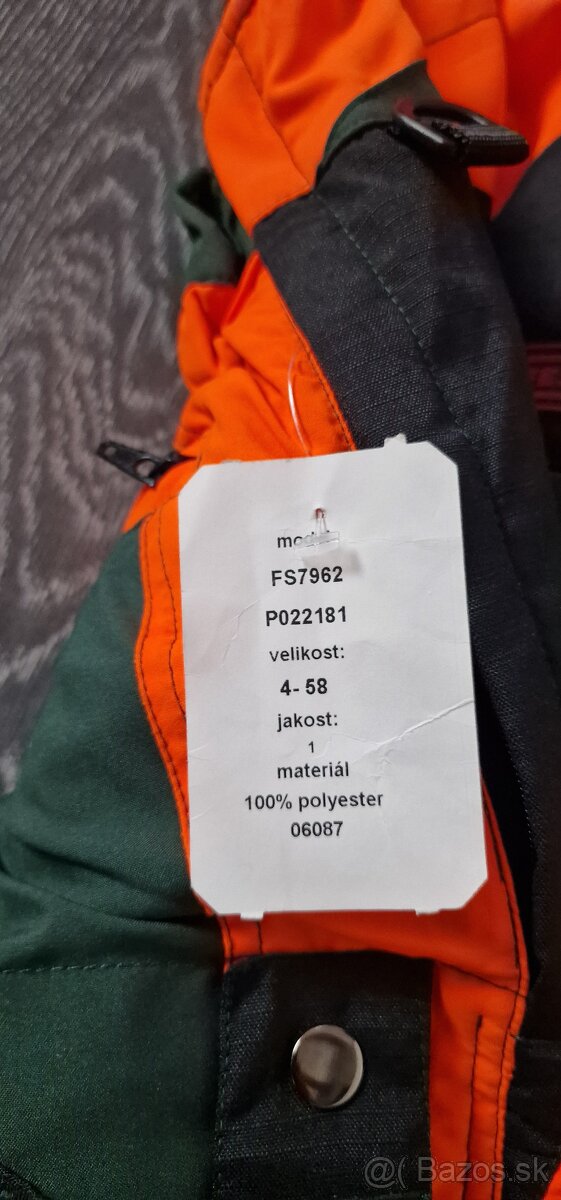 FS7962
P022181
velikost:
4- 58
jakost:
1
materiál
100% polyester
06087
@( Bazos.sk